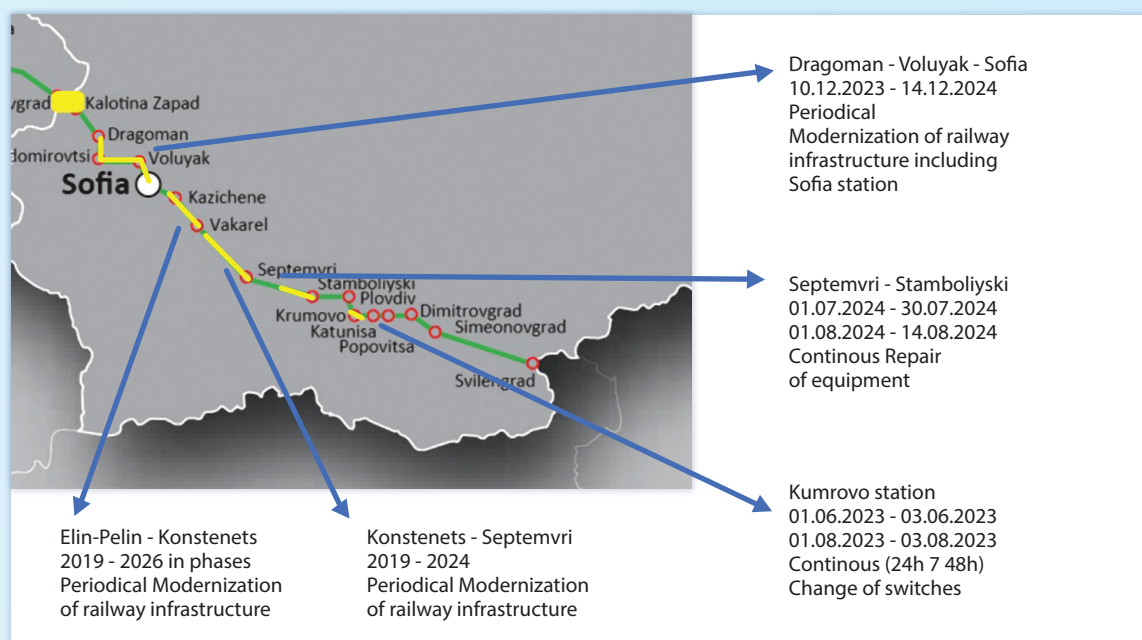 vgrad
Kalotina Zapad
Dragoman
domirovtsi
Voluyak
Sofia
Kazichene
Vakarel
Septemvri
Stamboliyski
Plovdiv
Krumovo
Dimitrovgrad
Katunisa
Simeonovgrad
Popovitsa
Svilengrad
Dragoman - Voluyak - Sofia
10.12.2023 - 14.12.2024
Periodical
Modernization of railway
infrastructure including
Sofia station
Septemvri - Stamboliyski
01.07.2024 - 30.07.2024
01.08.2024 - 14.08.2024
Continous Repair
of equipment
Kumrovo station
01.06.2023 - 03.06.2023
01.08.2023 - 03.08.2023
Continous (24h 7 48h)
Change of switches
Elin-Pelin - Konstenets
2019 - 2026 in phases
Periodical Modernization
of railway infrastructure
Konstenets - Septemvri
2019 - 2024
Periodical Modernization
of railway infrastructure